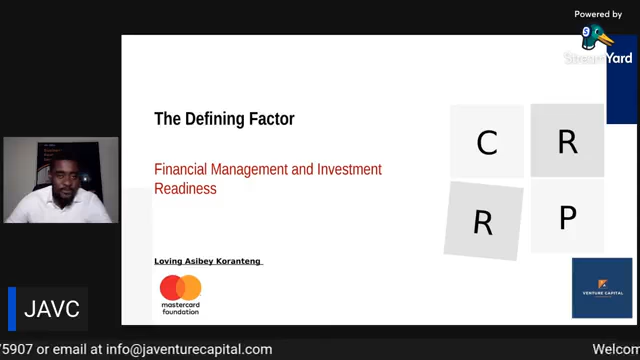 Powered by
StreamYard
The Defining Factor
Financial Management and Investment
Readiness
C
R
R
P
Loving Asibey Koranteng
mastercard
foundation
VENTURE CAPITAL
JAVC
75907 or email at info@javenturecapital.com
Welcom